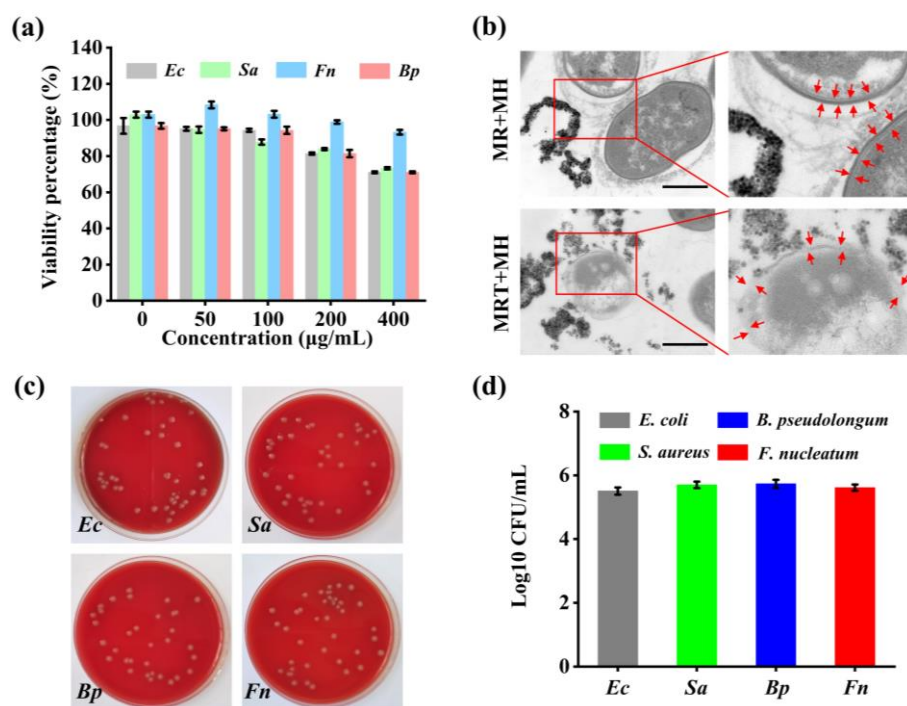 (a)
140
120
100
80
60
40
20
0
Viability percentage (%)
Ec Sa Fn Bp
0 50 100 200 400
Concentration (µg/mL)
(b)
MR+MH
MRT+MH
(c)
Ec
Sa
Bp
Fn
(d)
8
6
4
2
0
Log10 CFU/mL
E. coli B. pseudolongum
S. aureus F. nucleatum
Ec Sa Bp Fn